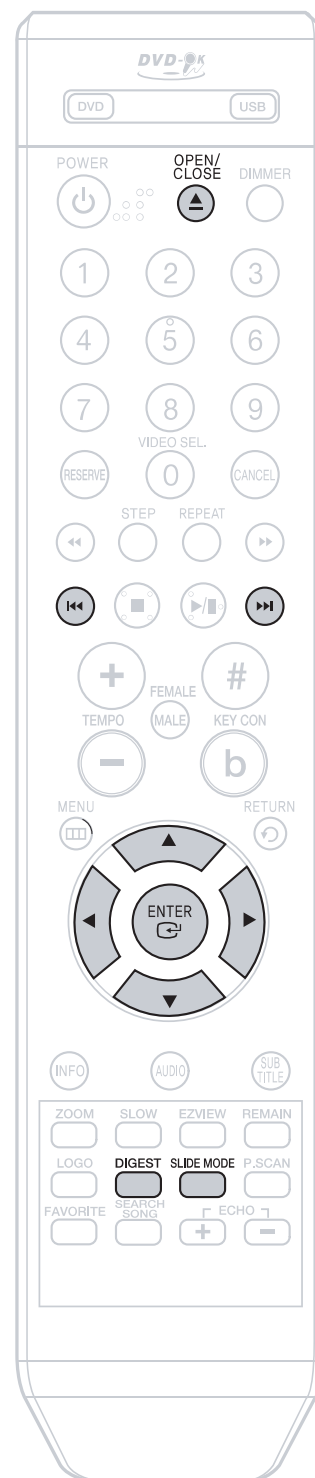 DVD-OK
DVD USB
POWER OPEN/ DIMMER
CLOSE
1 2 3
4 5 6
7 8 9
VIDEO SEL.
RESERVE 0 CANCEL
STEP REPEAT
+ #
FEMALE
TEMPO MALE KEY CON
− b
MENU RETURN
ENTER
INFO AUDIO SUB
TITLE
ZOOM SLOW EZVIEW REMAIN
LOGO DIGEST SLIDE MODE P.SCAN
FAVORITE SEARCH ECHO
SONG
+ −